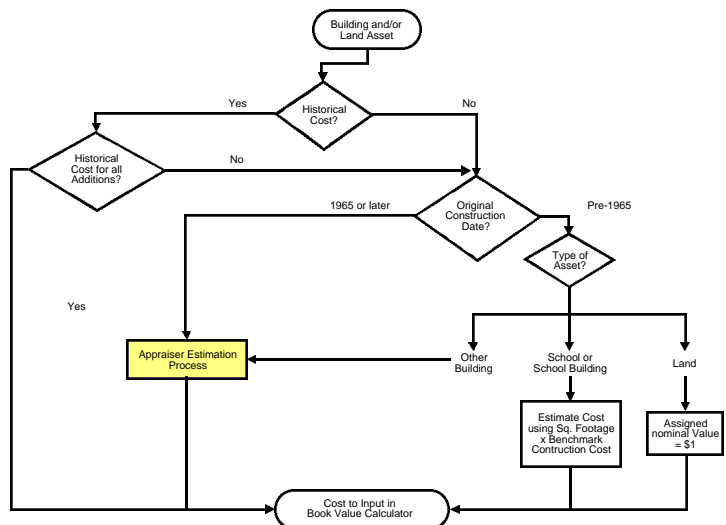 Building and/or
Land Asset
Yes
No
Historical
Cost?
Historical
Cost for all
Additions?
No
1965 or later
Original
Construction
Date?
Pre-1965
Type of
Asset?
Yes
Appraiser Estimation
Process
Other
Building
School or
School Building
Land
Estimate Cost
using Sq. Footage
x Benchmark
Contruction Cost
Assigned
nominal Value
= $1
Cost to Input in
Book Value Calculator